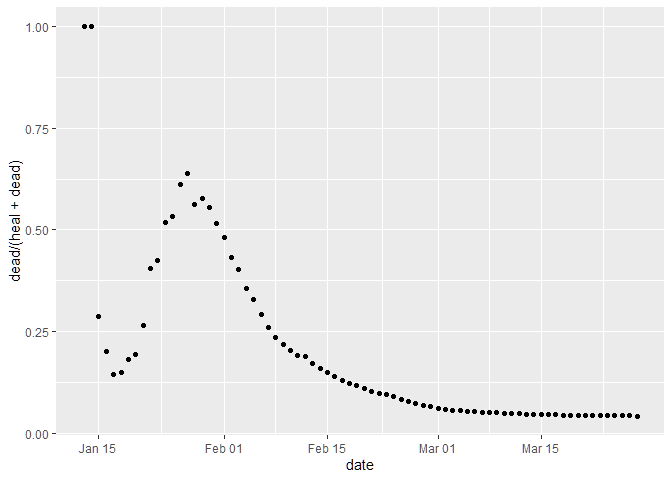 1.00
0.75
0.50
0.25
0.00
dead/(heal + dead)
Jan 15
Feb 01
Feb 15
Mar 01
Mar 15
date